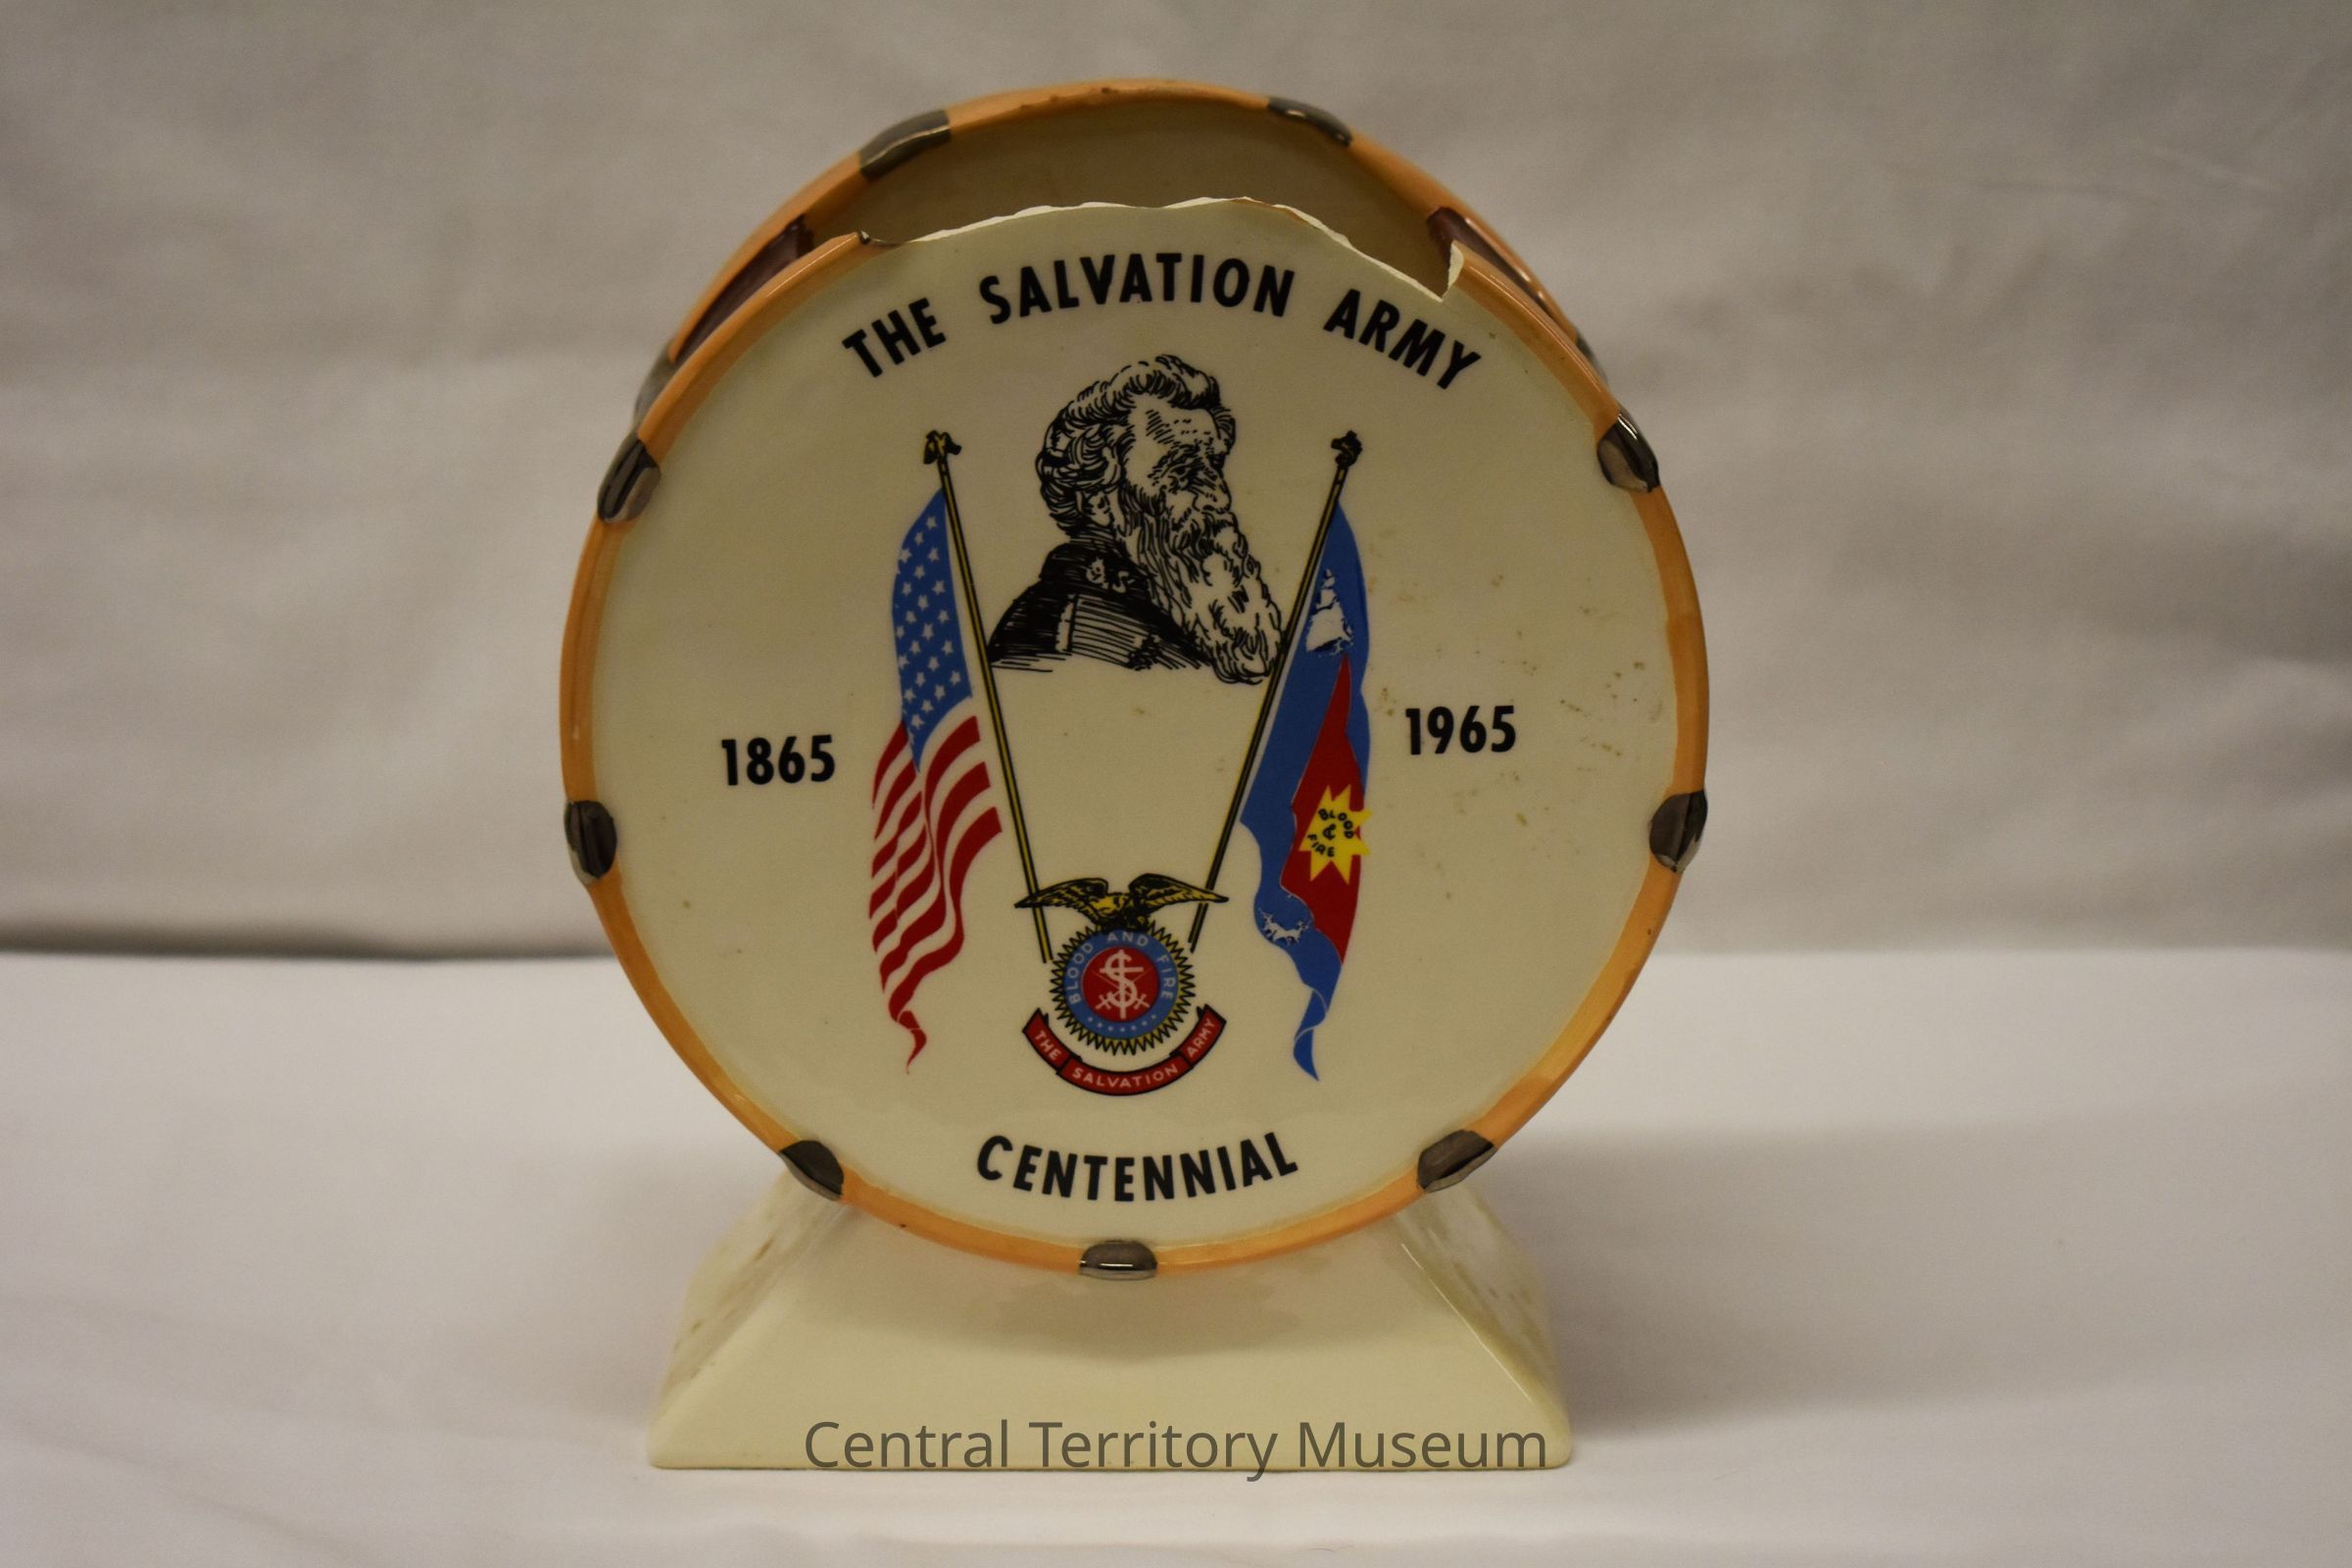 THE SALVATION ARMY
1865
1965
BLOOD
&
FIRE
BLOOD AND FIRE
S
THE SALVATION ARMY
CENTENNIAL
Central Territory Museum